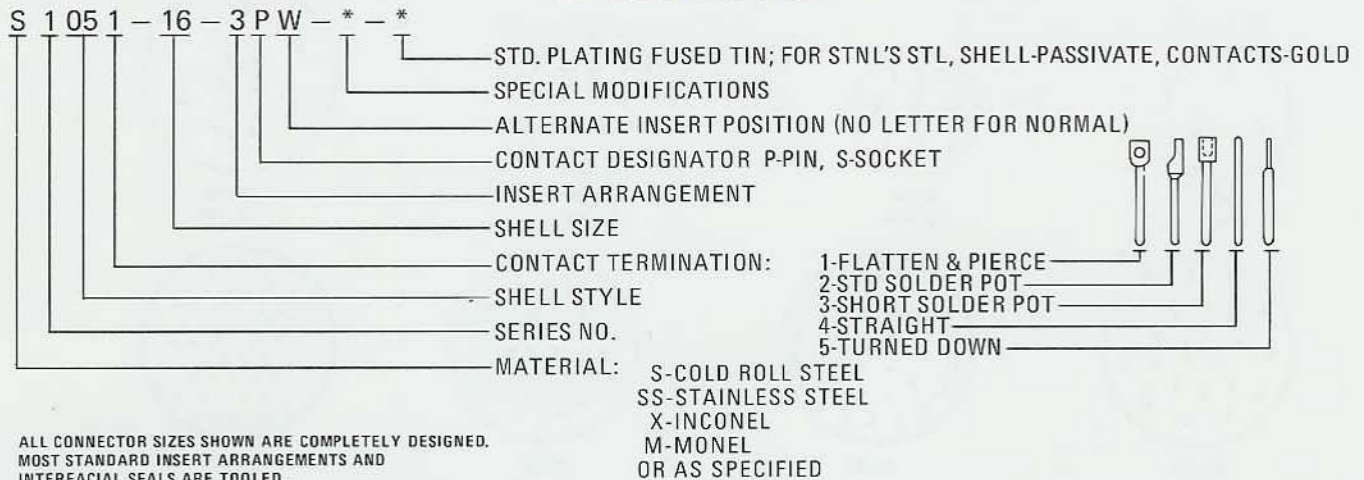 S 1 05 1 – 16 – 3 P W – * – *
STD. PLATING FUSED TIN; FOR STNL'S STL, SHELL-PASSIVATE, CONTACTS-GOLD
SPECIAL MODIFICATIONS
ALTERNATE INSERT POSITION (NO LETTER FOR NORMAL)
CONTACT DESIGNATOR P-PIN, S-SOCKET
INSERT ARRANGEMENT
SHELL SIZE
CONTACT TERMINATION: 1-FLATTEN & PIERCE
2-STD SOLDER POT
3-SHORT SOLDER POT
4-STRAIGHT
5-TURNED DOWN
SHELL STYLE
SERIES NO.
MATERIAL: S-COLD ROLL STEEL
SS-STAINLESS STEEL
X-INCONEL
M-MONEL
OR AS SPECIFIED
ALL CONNECTOR SIZES SHOWN ARE COMPLETELY DESIGNED.
MOST STANDARD INSERT ARRANGEMENTS AND
INTERFACIAL SEALS ARE TOOLED